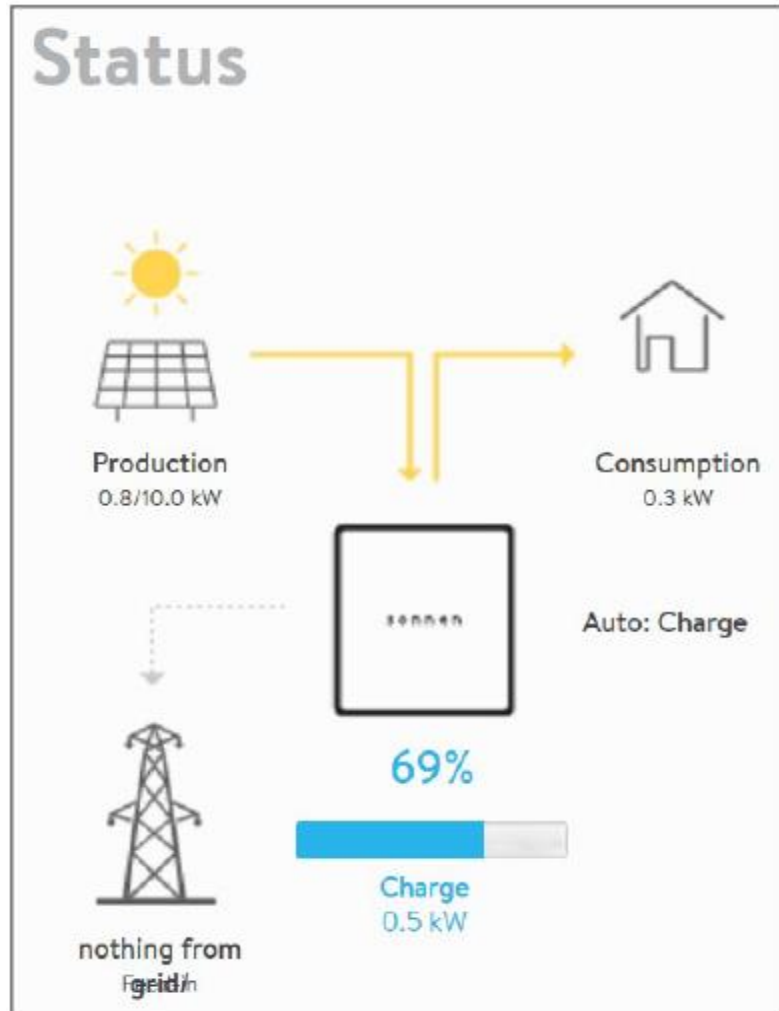 Status
Production
0.8/10.0 kW
Consumption
0.3 kW
sonnen
Auto: Charge
69%
Charge
0.5 kW
nothing from
grid/